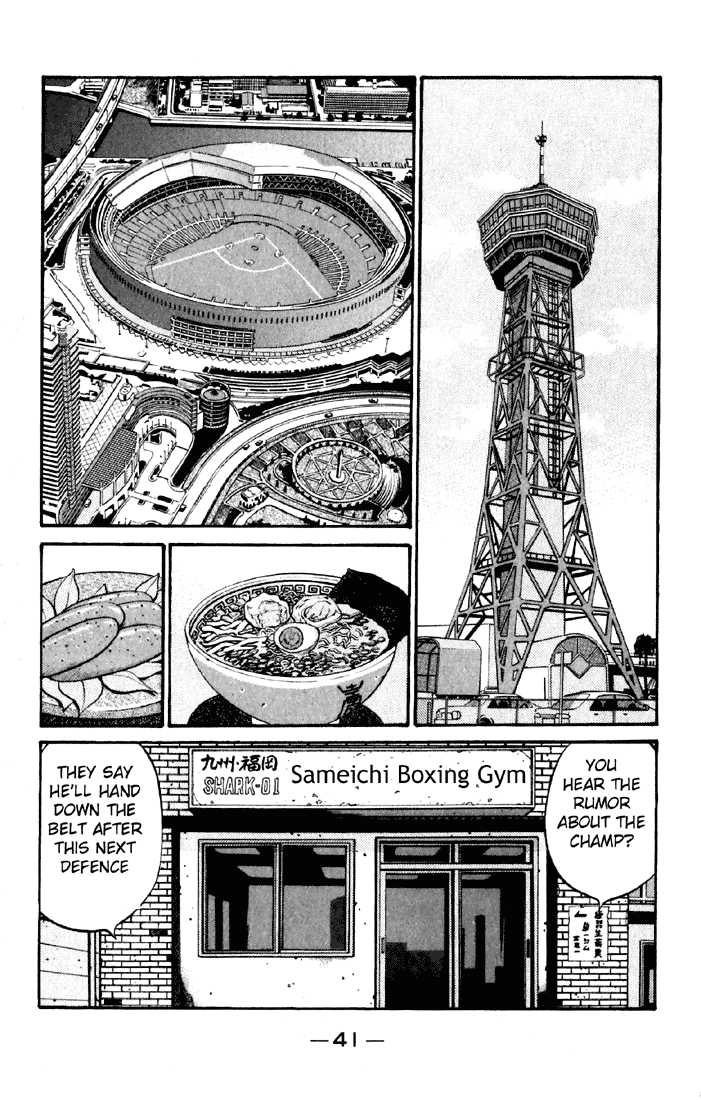 九州・福岡
SHARK-01
Sameichi Boxing Gym
YOU
HEAR THE
RUMOR
ABOUT THE
CHAMP?
THEY SAY
HE'LL HAND
DOWN THE
BELT AFTER
THIS NEXT
DEFENCE
—41—